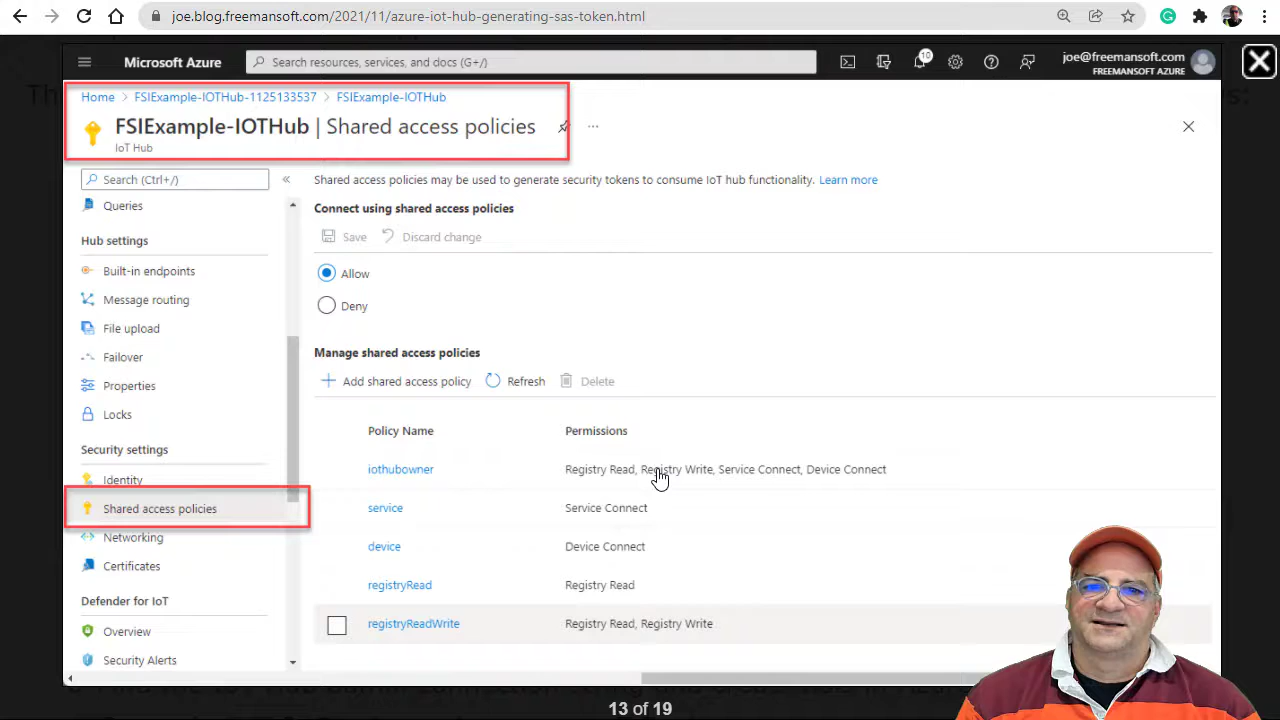 joe.blog.freemansoft.com/2021/11/azure-iot-hub-generating-sas-token.html
Microsoft Azure
Search resources, services, and docs (G+/)
10
joe@freemansoft.com
FREEMANSOFT AZURE
Home > FSIExample-IOTHub-1125133537 > FSIExample-IOTHub
FSIExample-IOTHub | Shared access policies
IoT Hub
Search (Ctrl+/)
Queries
Hub settings
Built-in endpoints
Message routing
File upload
Failover
Properties
Locks
Security settings
Identity
Shared access policies
Networking
Certificates
Defender for IoT
Overview
Security Alerts
Shared access policies may be used to generate security tokens to consume IoT hub functionality. Learn more
Connect using shared access policies
Save Discard change
Allow
Deny
Manage shared access policies
Add shared access policy Refresh Delete
Policy Name Permissions
iothubowner Registry Read, Registry Write, Service Connect, Device Connect
service Service Connect
device Device Connect
registryRead Registry Read
registryReadWrite Registry Read, Registry Write
13 of 19